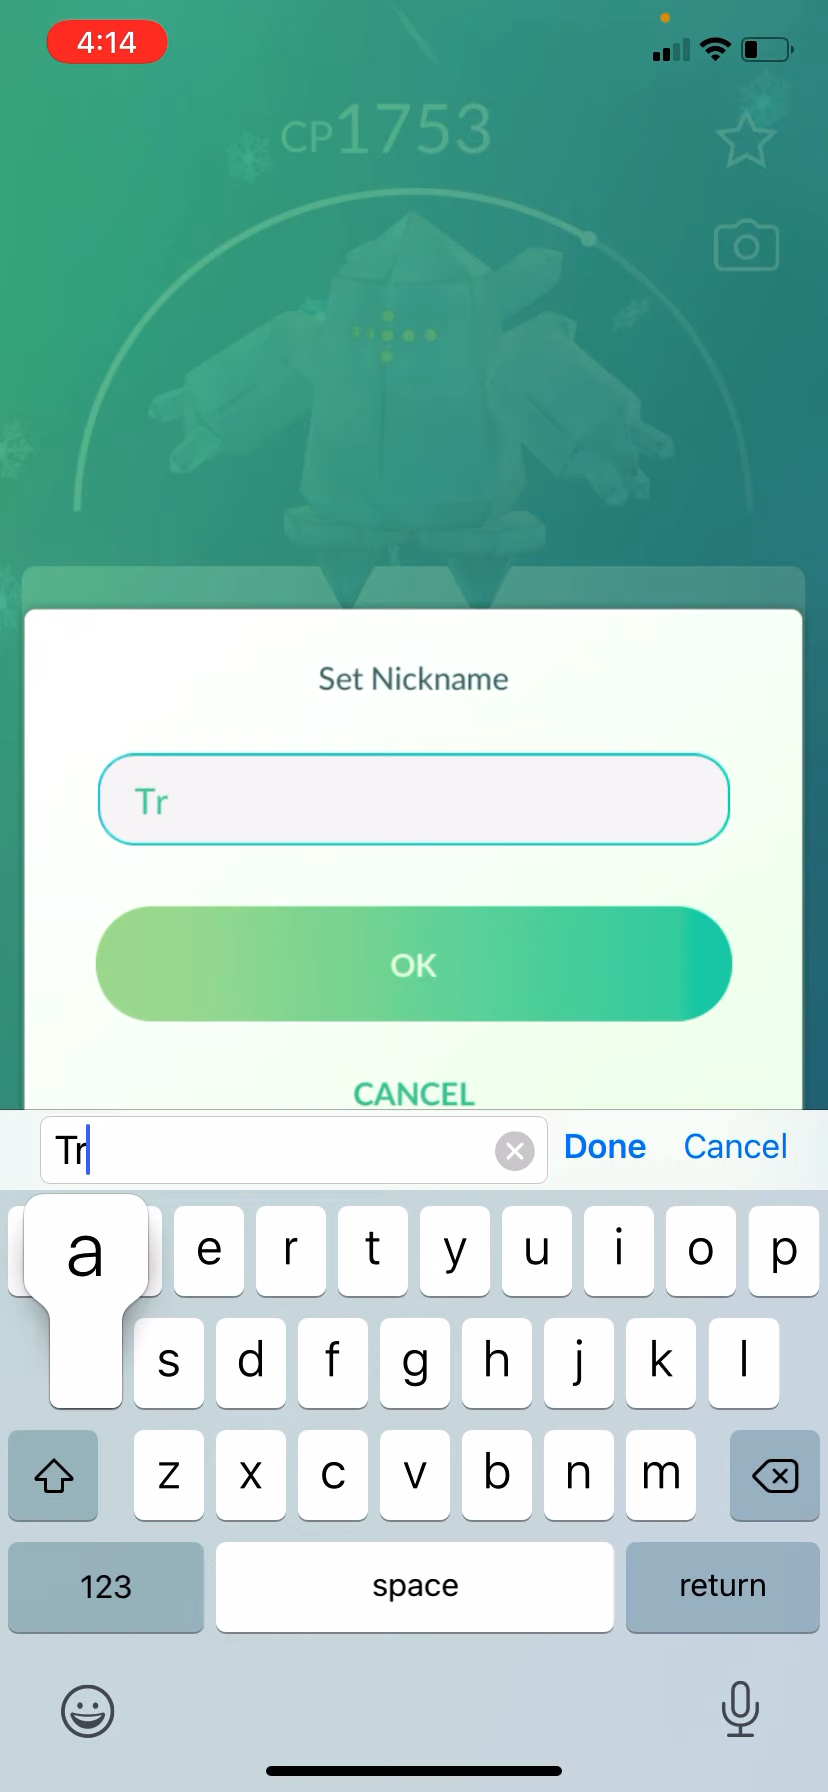 4:14
CP1753
Set Nickname
Tr
OK
CANCEL
Tr
Done
Cancel
a
e r t y u i o p
s d f g h j k l
z x c v b n m
123
space
return